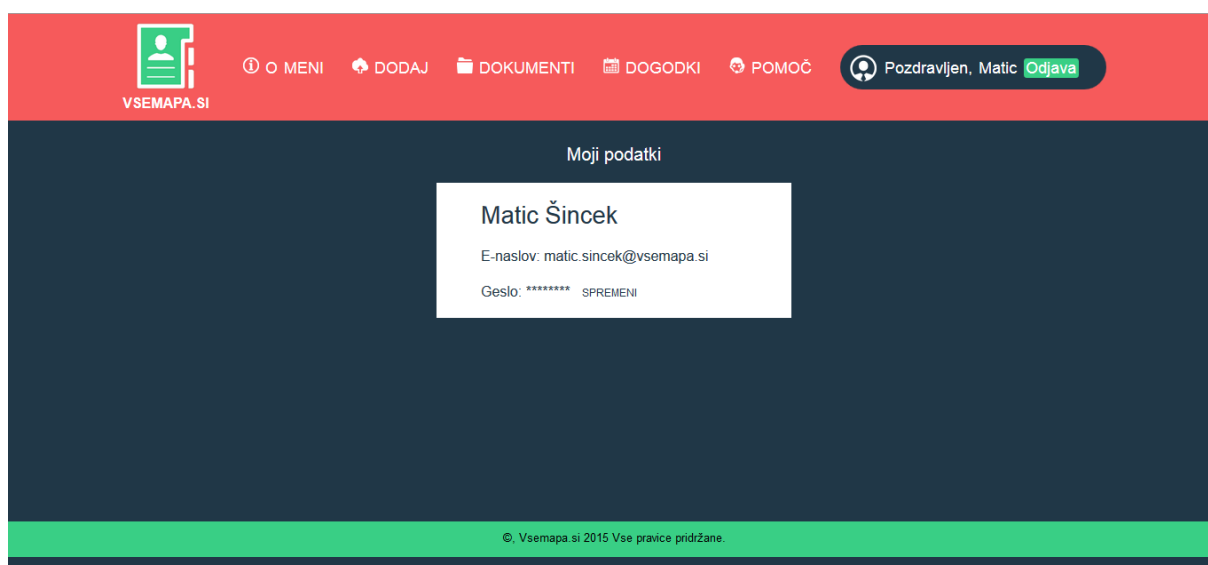 VSEMAPA.SI
O MENI DODAJ DOKUMENTI DOGODKI POMOČ Pozdravljen, Matic Odjava
Moji podatki
Matic Šincek
E-naslov: matic.sincek@vsemapa.si
Geslo: ******** SPREMENI
©, Vsemapa.si 2015 Vse pravice pridržane.